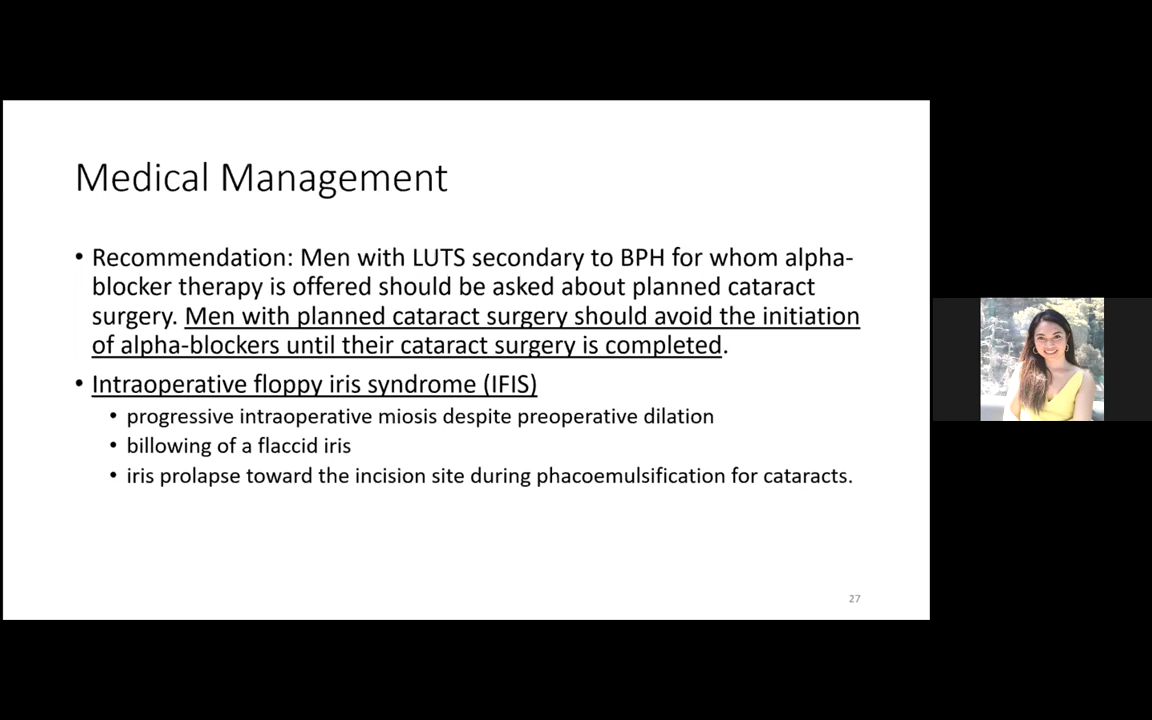 Medical Management
• Recommendation: Men with LUTS secondary to BPH for whom alpha-
blocker therapy is offered should be asked about planned cataract
surgery. Men with planned cataract surgery should avoid the initiation
of alpha-blockers until their cataract surgery is completed.
• Intraoperative floppy iris syndrome (IFIS)
• progressive intraoperative miosis despite preoperative dilation
• billowing of a flaccid iris
• iris prolapse toward the incision site during phacoemulsification for cataracts.
27